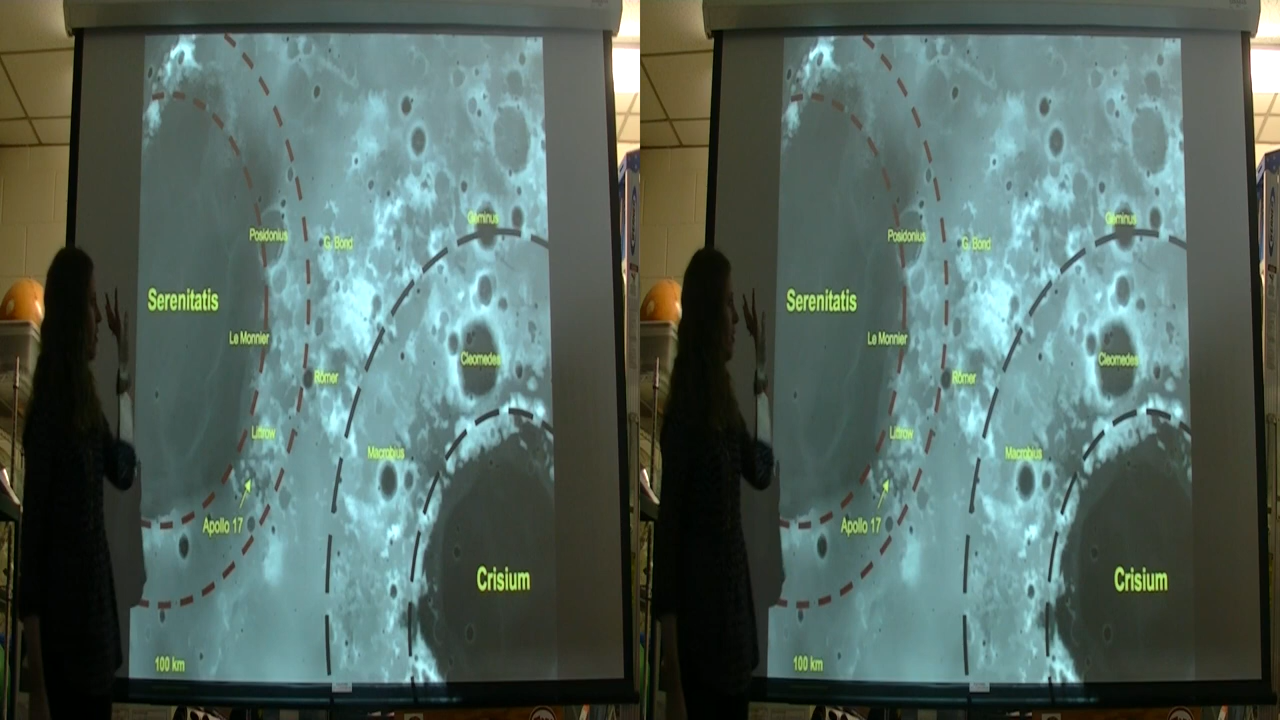 Geminus
Posidonius
G. Bond
Serenitatis
Le Monnier
Cleomedes
Römer
Littrow
Macrobius
Apollo 17
Crisium
100 km
Geminus
Posidonius
G. Bond
Serenitatis
Le Monnier
Cleomedes
Römer
Littrow
Macrobius
Apollo 17
Crisium
100 km